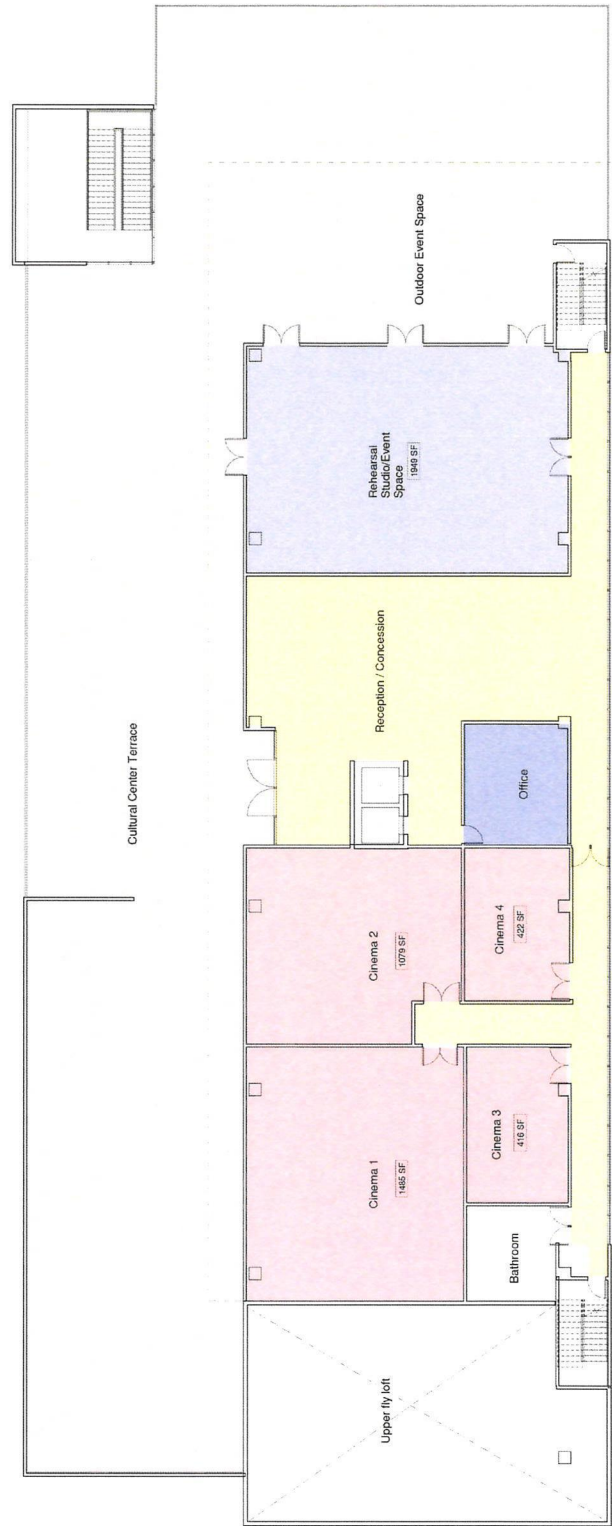 Cultural Center Terrace
Outdoor Event Space
Upper fly loft
Cinema 1
1485 SF
Cinema 2
1079 SF
Reception / Concession
Rehearsal
Studio/Event
Space
1949 SF
Bathroom
Cinema 3
416 SF
Cinema 4
422 SF
Office